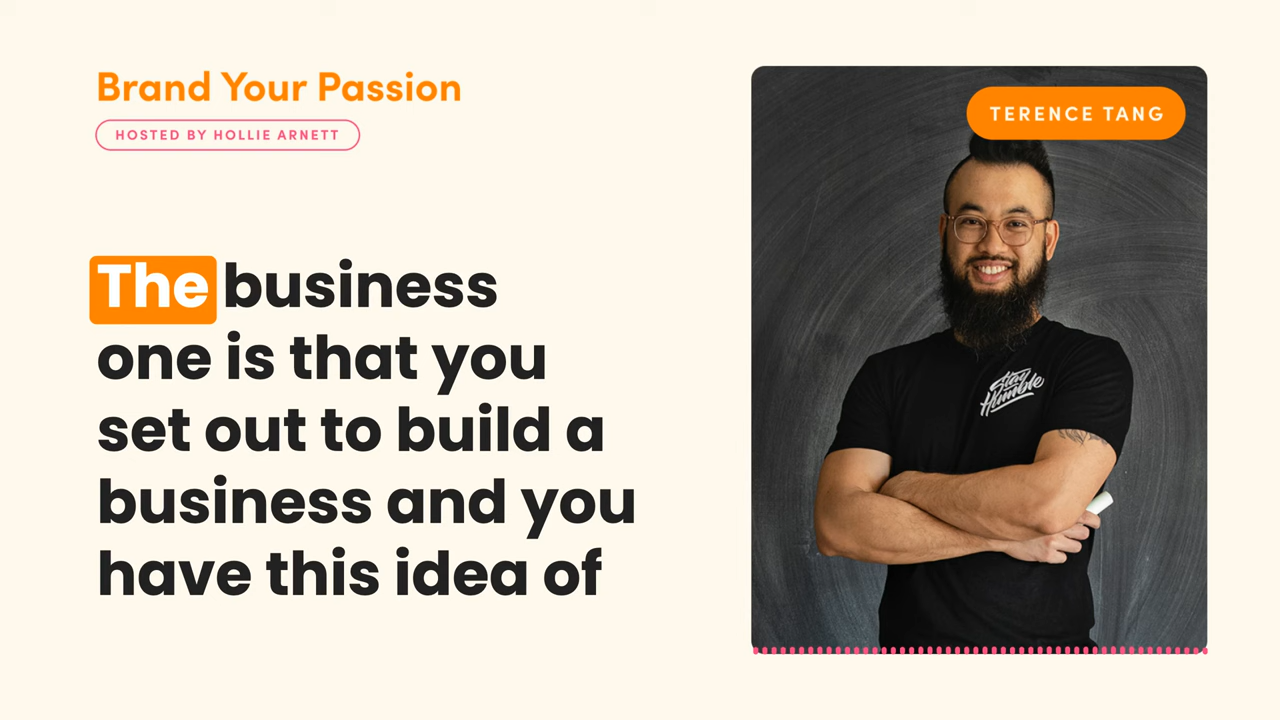 Brand Your Passion
HOSTED BY HOLLIE ARNETT
TERENCE TANG
The business
one is that you
set out to build a
business and you
have this idea of
Stay
Humble